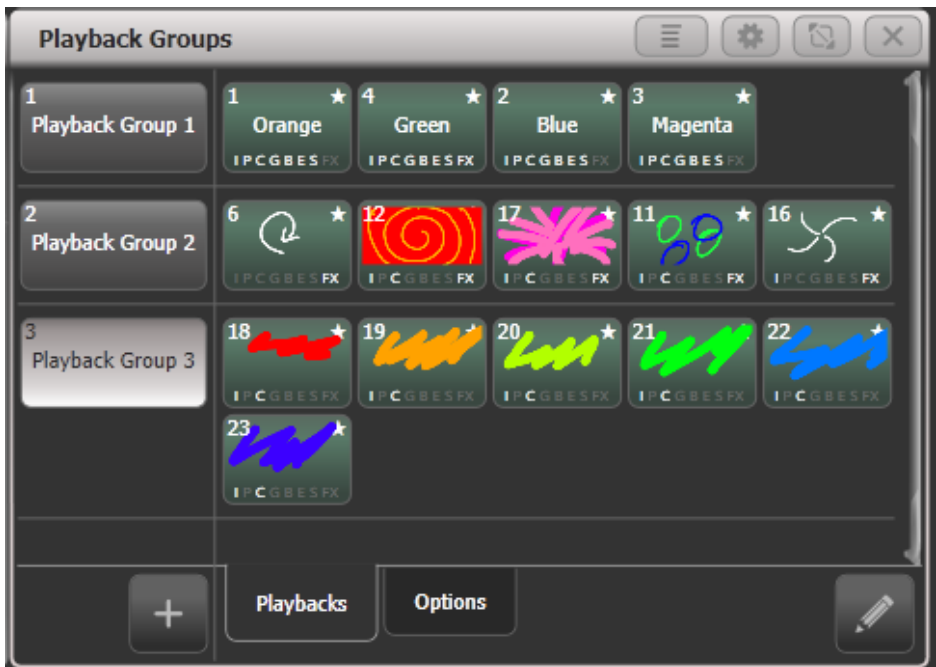 Playback Groups
1
Playback Group 1
1 4 2 3
Orange Green Blue Magenta
IPCGBESFX IPCGBESFX IPCGBESFX IPCGBESFX
2
Playback Group 2
6 12 17 11 16
IPCGBESFX IPCGBESFX IPCGBESFX IPCGBESFX IPCGBESFX
3
Playback Group 3
18 19 20 21 22
IPCGBESFX IPCGBESFX IPCGBESFX IPCGBESFX IPCGBESFX
23
IPCGBESFX
Playbacks Options